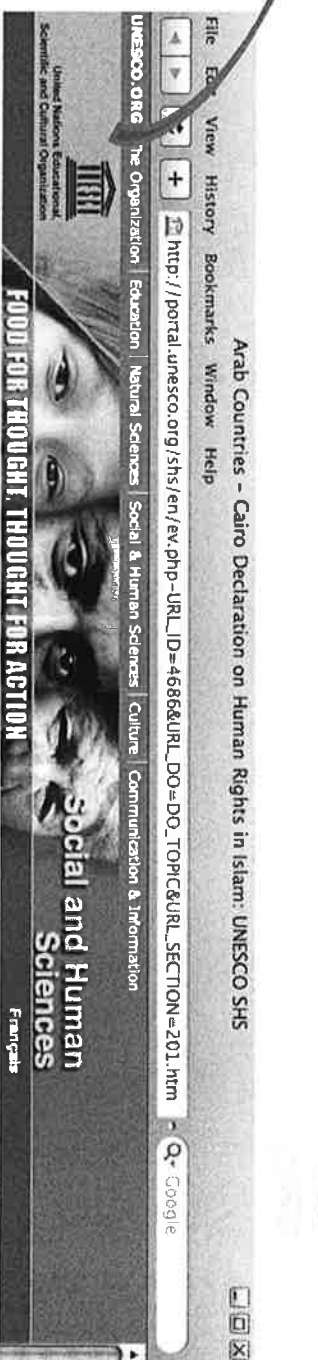 Arab Countries - Cairo Declaration on Human Rights in Islam: UNESCO SHS
File Edit View History Bookmarks Window Help
http://portal.unesco.org/shs/en/ev.php-URL_ID=4686&URL_DO=DO_TOPIC&URL_SECTION=201.htm
Google
UNESCO.ORG The Organization | Education | Natural Sciences | Social & Human Sciences | Culture | Communication & Information
UNESCO
United Nations Educational,
Scientific and Cultural Organization
Social and Human
Sciences
FOOD FOR THOUGHT, THOUGHT FOR ACTION
Français